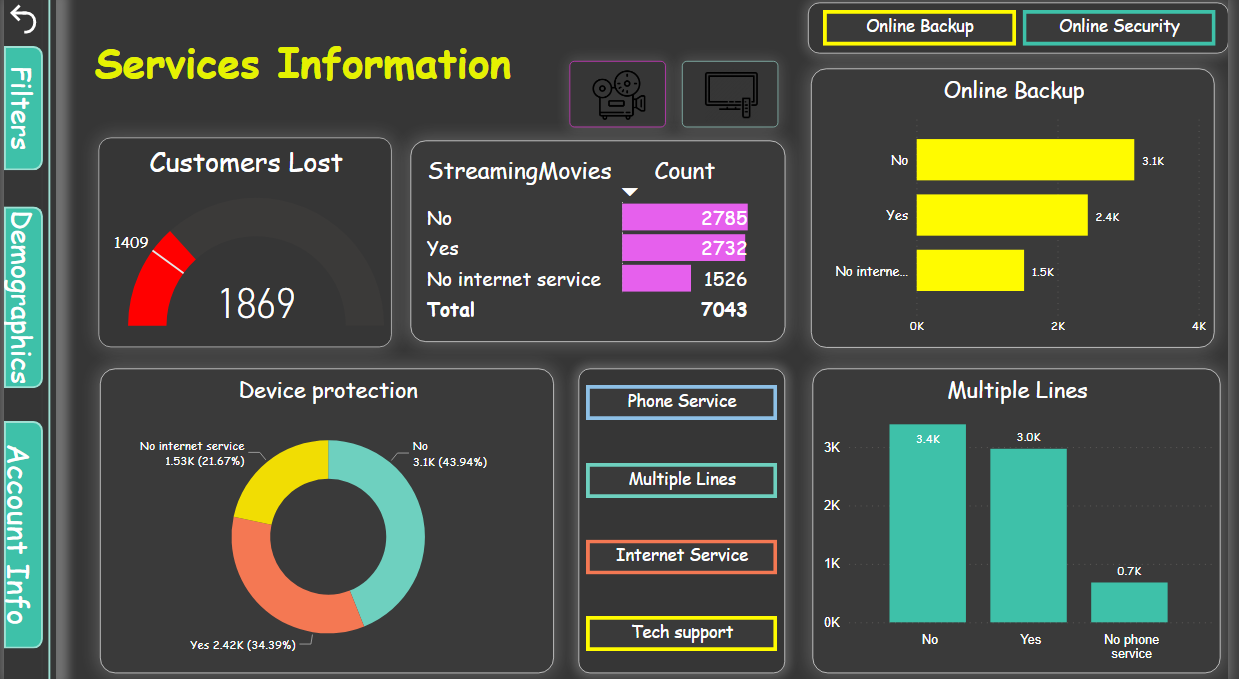 Filters
Demographics
Account Info
Services Information
Online Backup
Online Security
Customers Lost
1409
1869
StreamingMovies Count
No 2785
Yes 2732
No internet service 1526
Total 7043
Online Backup
No 3.1K
Yes 2.4K
No interne... 1.5K
0K 2K 4K
Device protection
No internet service
1.53K (21.67%)
No
3.1K (43.94%)
Yes 2.42K (34.39%)
Phone Service
Multiple Lines
Internet Service
Tech support
Multiple Lines
3K
2K
1K
0K
3.4K
3.0K
0.7K
No
Yes
No phone
service